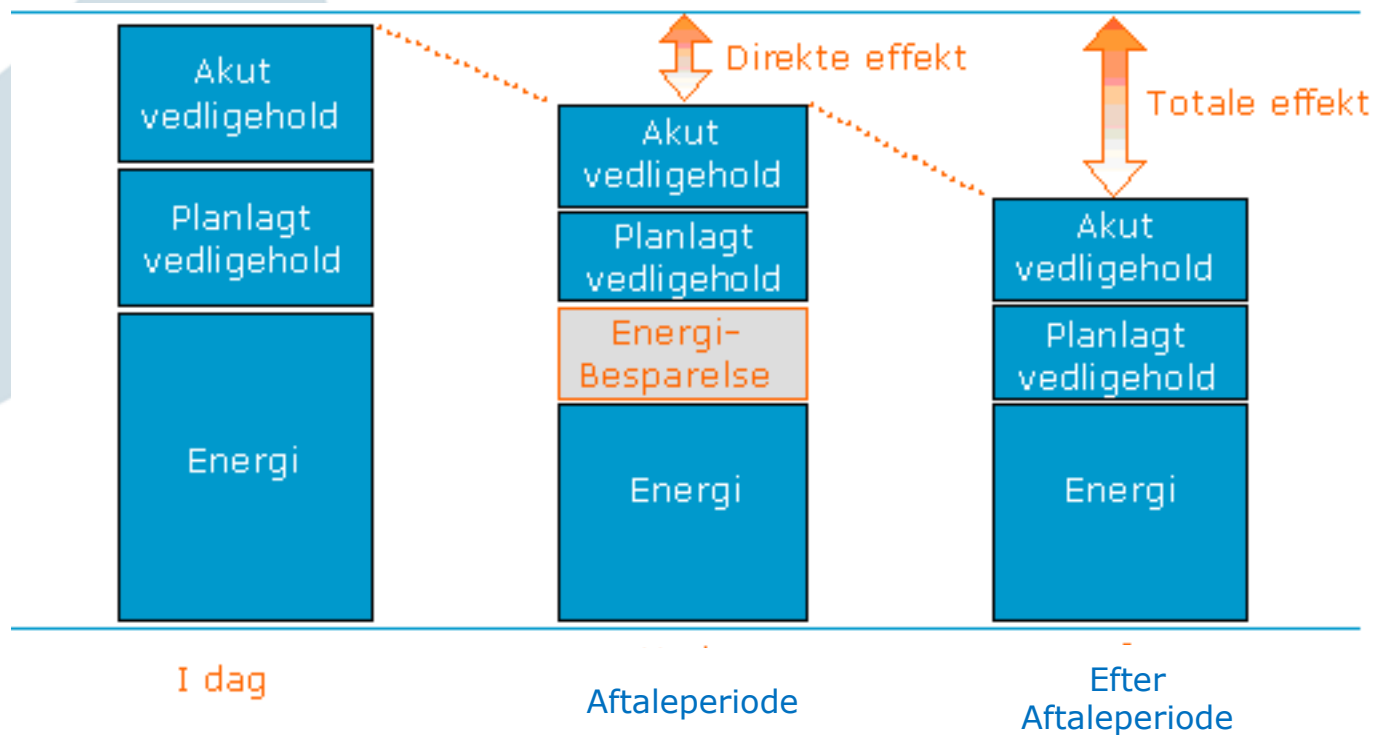 Akut
vedligehold
Planlagt
vedligehold
Energi
Direkte effekt
Akut
vedligehold
Planlagt
vedligehold
Energi-
Besparelse
Energi
Totale effekt
Akut
vedligehold
Planlagt
vedligehold
Energi
I dag
Aftaleperiode
Efter
Aftaleperiode